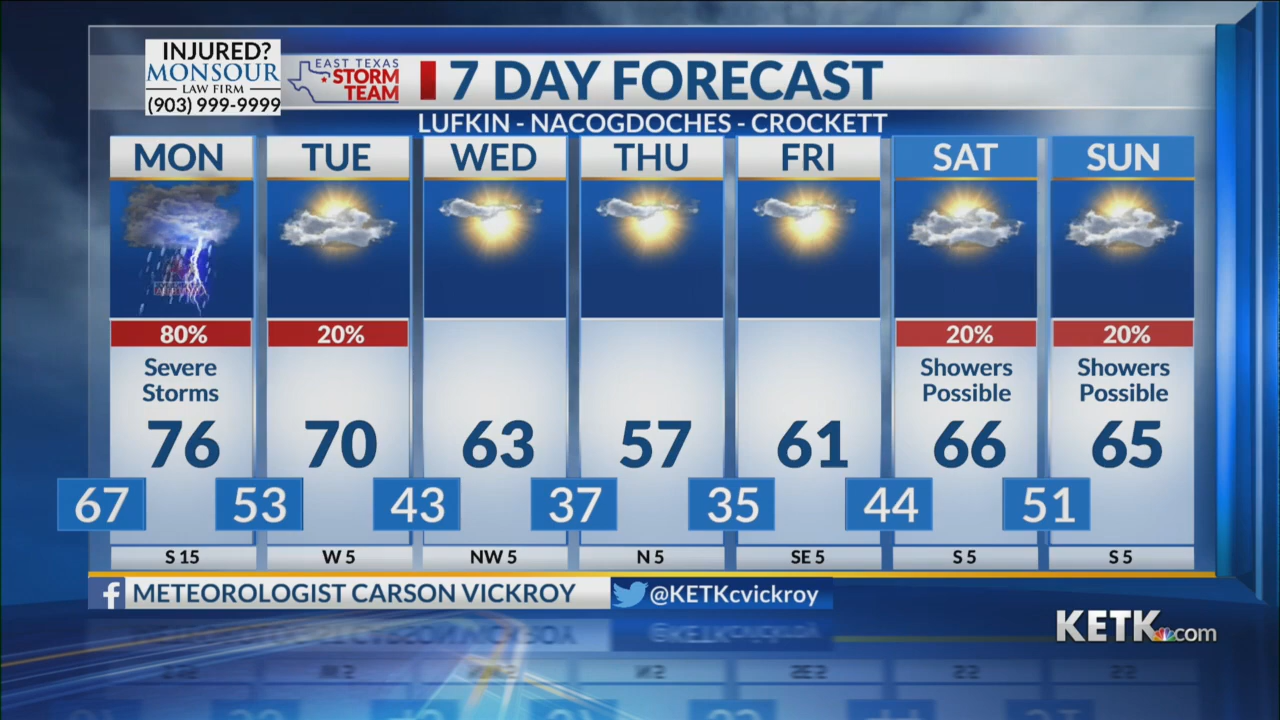 INJURED?
MONSOUR
LAW FIRM
(903) 999-9999
EAST TEXAS
STORM
TEAM
7 DAY FORECAST
LUFKIN - NACOGDOCHES - CROCKETT
MON TUE WED THU FRI SAT SUN
80% 20% 20% 20%
Severe Storms
Showers Possible
Showers Possible
76 70 63 57 61 66 65
67 53 43 37 35 44 51
S 15 W 5 NW 5 N 5 SE 5 S 5 S 5
f METEOROLOGIST CARSON VICKROY @KETKcvickroy
KETK.com